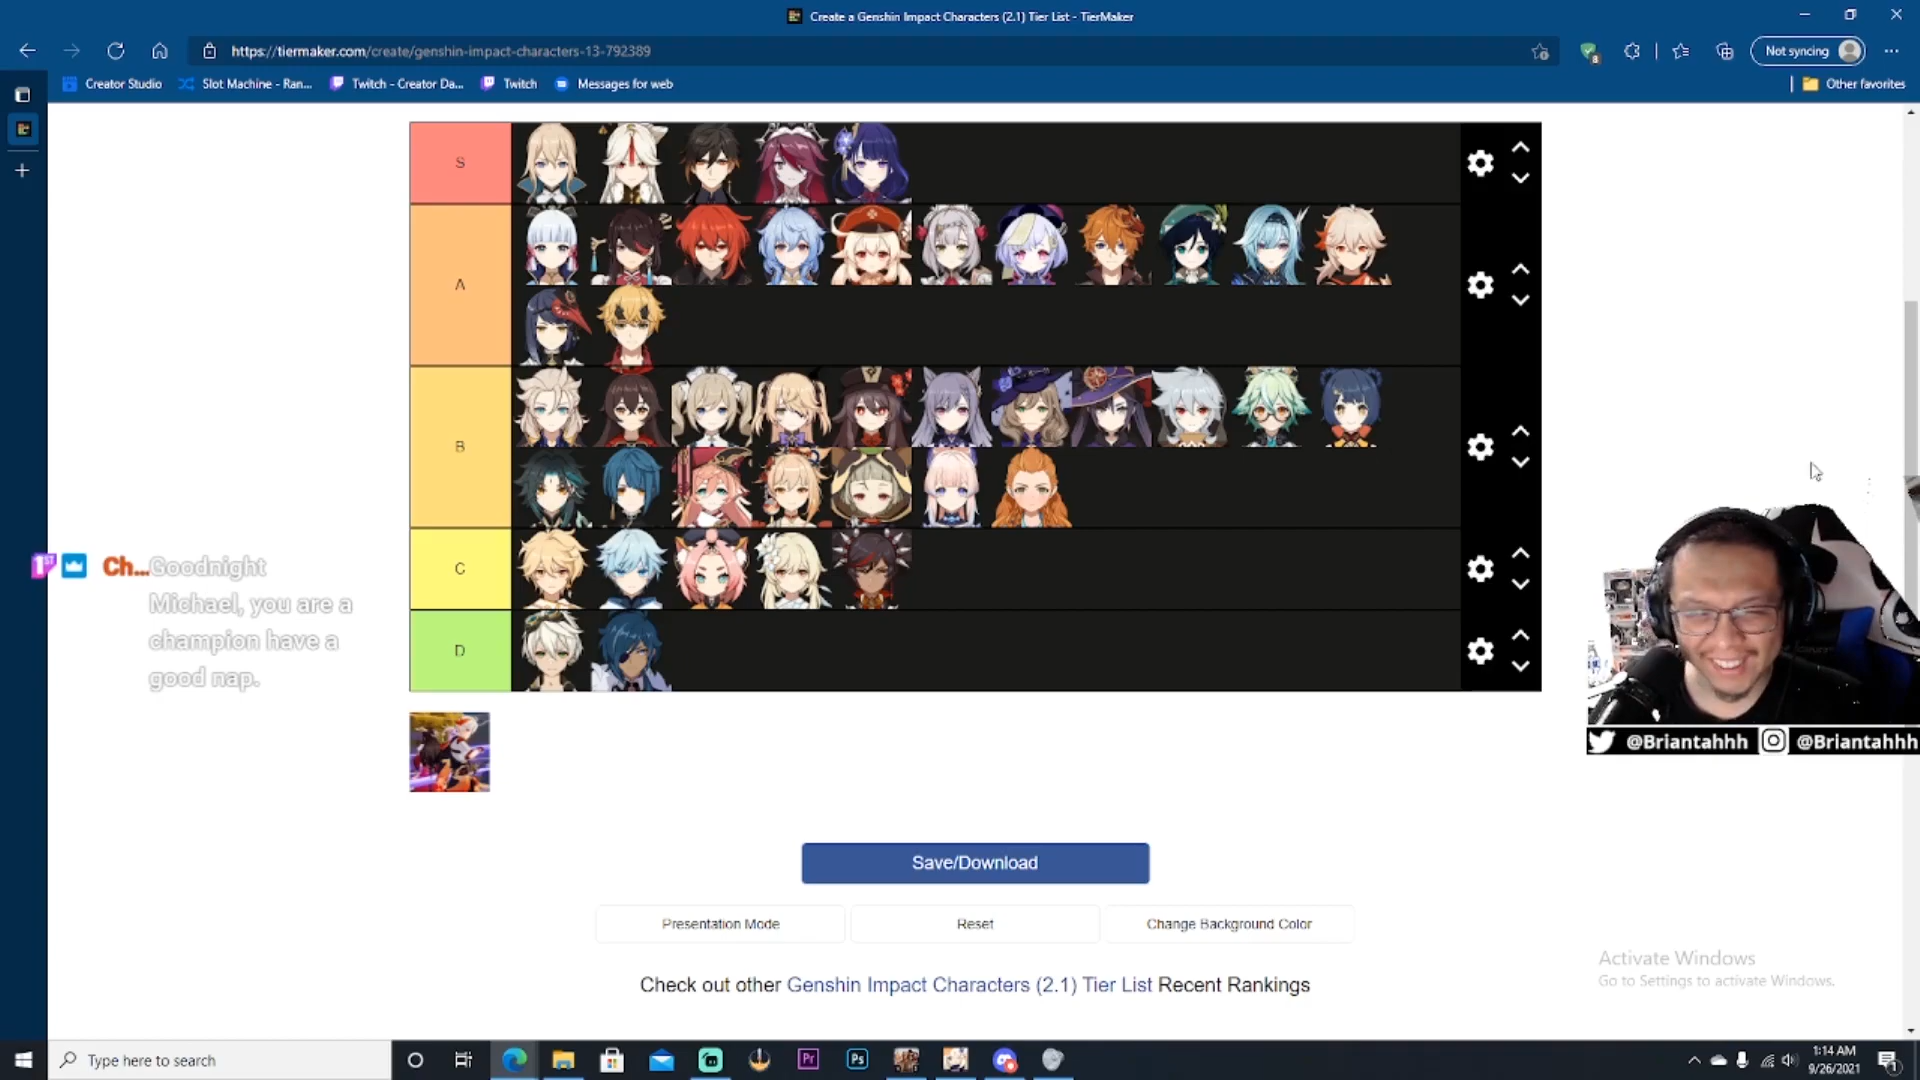 Create a Genshin Impact Characters (2.1) Tier List - TierMaker
https://tiermaker.com/create/genshin-impact-characters-13-792389
Not syncing
Creator Studio
Slot Machine - Ran...
Twitch - Creator Da...
Twitch
Messages for web
Other favorites
S
A
B
C
D
1ST
Ch...Goodnight
Michael, you are a
champion have a
good nap.
@Briantahhh @Briantahhh
Save/Download
Presentation Mode
Reset
Change Background Color
Check out other Genshin Impact Characters (2.1) Tier List Recent Rankings
Activate Windows
Go to Settings to activate Windows.
Type here to search
Pr
Ps
1:14 AM
9/26/2021